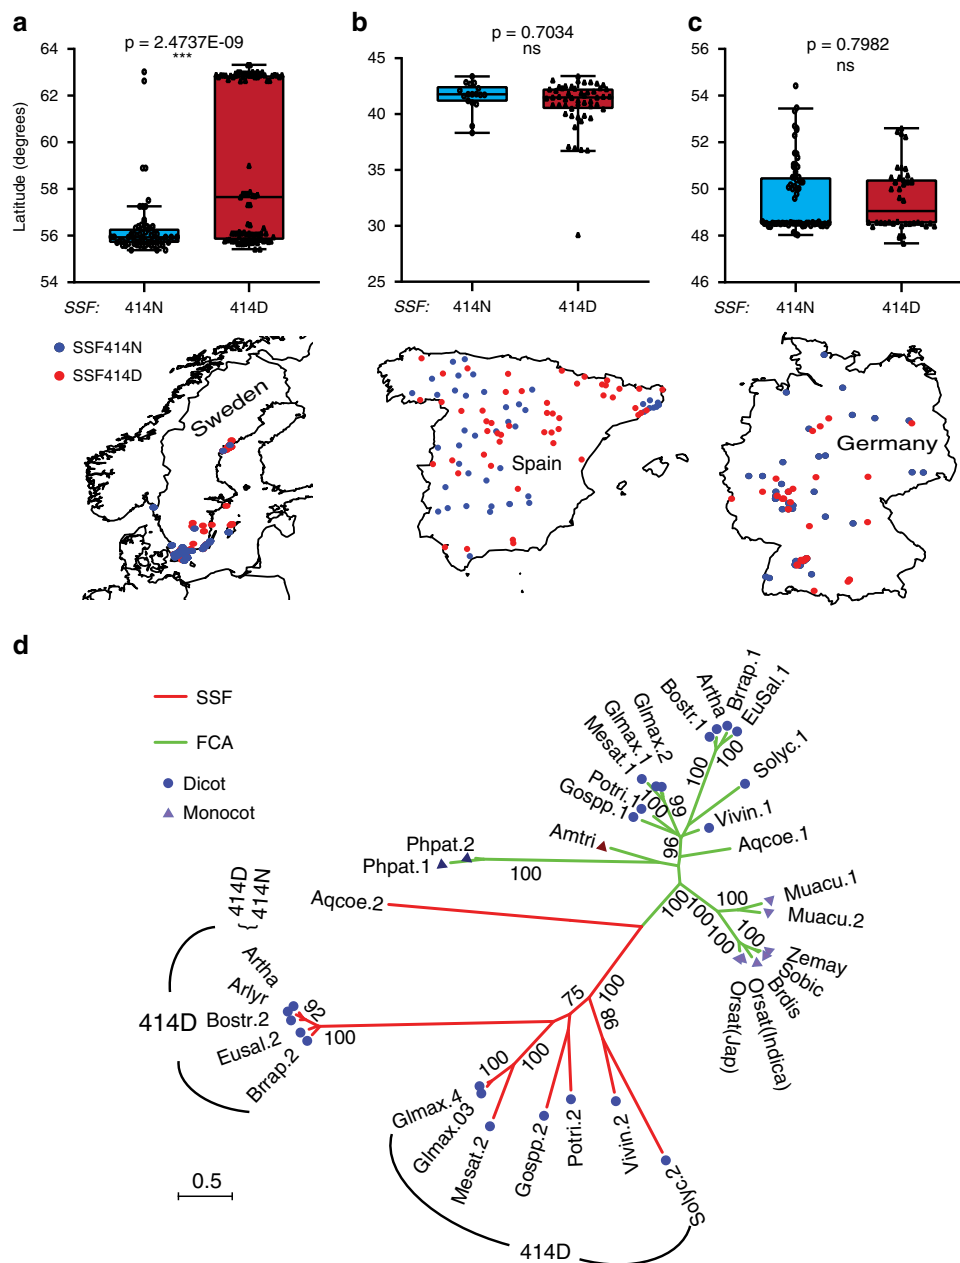 a
b
c
p = 2.4737E-09
***
p = 0.7034
ns
p = 0.7982
ns
Latitude (degrees)
64
62
60
58
56
54
45
40
35
30
25
56
54
52
50
48
46
SSF:
414N
414D
SSF:
414N
414D
SSF:
414N
414D
SSF414N
SSF414D
Sweden
Spain
Germany
d
SSF
FCA
Dicot
Monocot
Mesat.1
Glmax.1
Glmax.2
Bostr.1
Artha
Brrap.1
EuSal.1
Solyc.1
Potri.1
Gospp.1
Vivin.1
Amtri
Aqcoe.1
Phpat.2
Phpat.1
100
100
100
100
99
96
Aqcoe.2
100
100
100
100
100
Muacu.1
Muacu.2
Zemay
Sobic
Brdis
Orsat(Indica)
Orsat(Jap)
{
414D
414N
Artha
Arlyr
Bostr.2
Eusal.2
Brrap.2
414D
92
100
75
100
98
100
100
Glmax.4
Glmax.03
Mesat.2
Gospp.2
Potri.2
Vivin.2
Solyc.2
414D
0.5